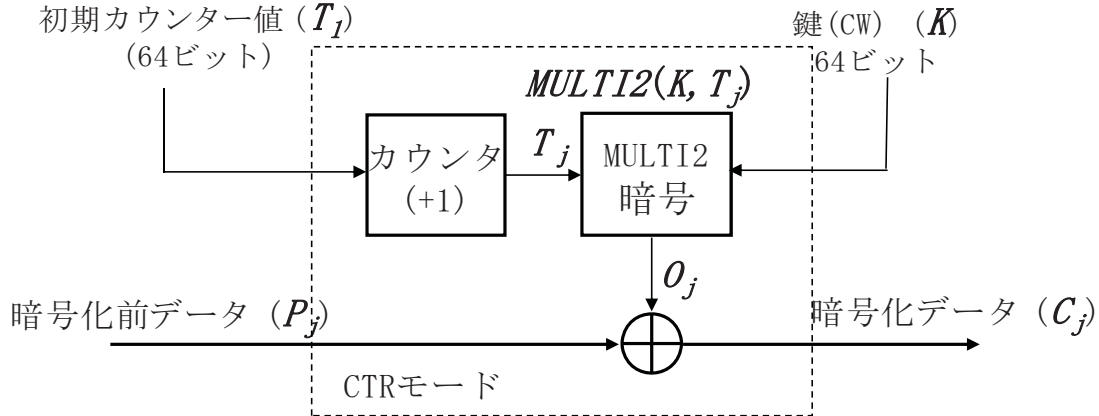 初期カウンター値(T1)
(64ビット)
鍵(CW) (K)
64ビット
MULTI2(K, Tj)
カウンタ
(+1)
Tj
MULTI2
暗号
Oj
暗号化前データ(Pj)
暗号化データ(Cj)
CTRモード